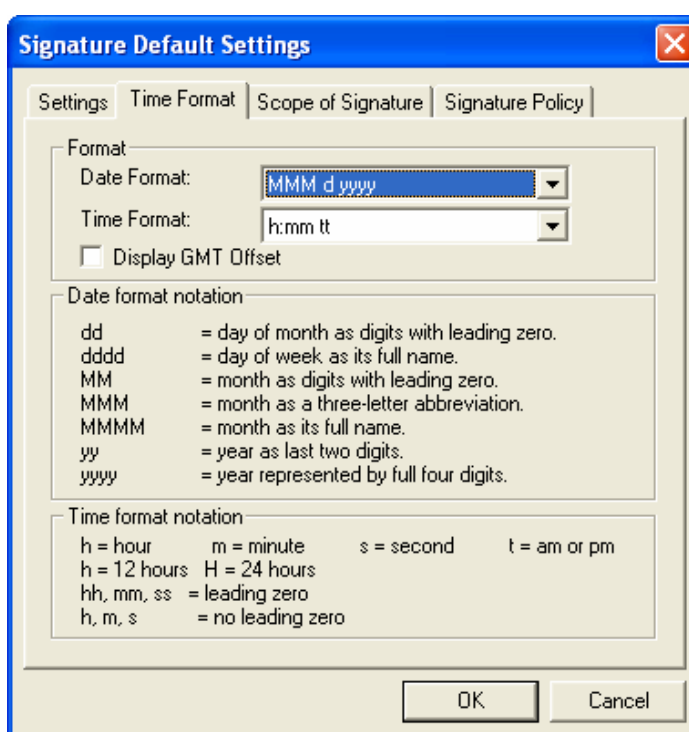 Signature Default Settings
Settings Time Format Scope of Signature Signature Policy
Format
Date Format: MMM d yyyy
Time Format: h:mm tt
Display GMT Offset
Date format notation
dd = day of month as digits with leading zero.
dddd = day of week as its full name.
MM = month as digits with leading zero.
MMM = month as a three-letter abbreviation.
MMMM = month as its full name.
yy = year as last two digits.
yyyy = year represented by full four digits.
Time format notation
h = hour m = minute s = second t = am or pm
h = 12 hours H = 24 hours
hh, mm, ss = leading zero
h, m, s = no leading zero
OK Cancel